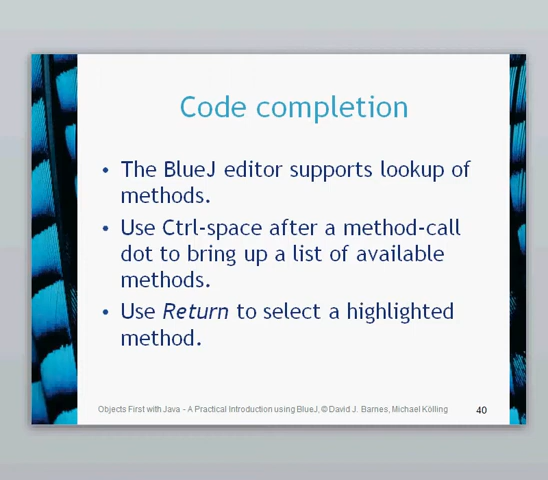 Code completion
• The BlueJ editor supports lookup of
methods.
• Use Ctrl-space after a method-call
dot to bring up a list of available
methods.
• Use Return to select a highlighted
method.
Objects First with Java - A Practical Introduction using BlueJ, © David J. Barnes, Michael Kölling
40